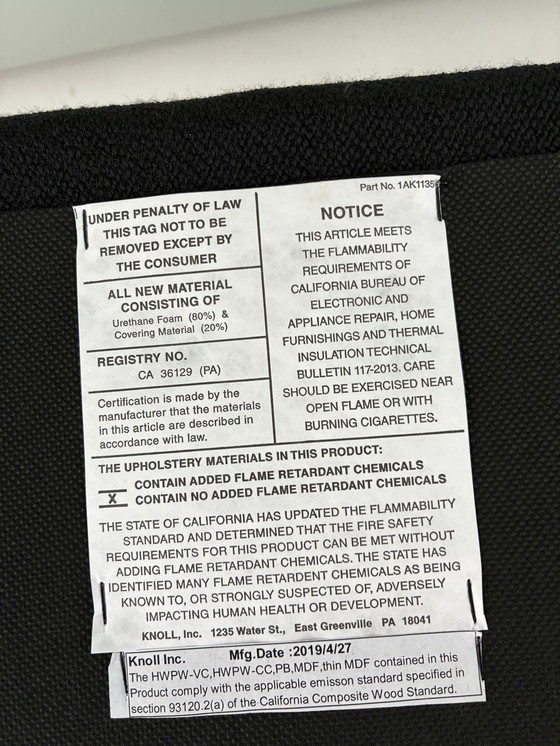 Part No. 1AK1135
UNDER PENALTY OF LAW
THIS TAG NOT TO BE
REMOVED EXCEPT BY
THE CONSUMER
ALL NEW MATERIAL
CONSISTING OF
Urethane Foam (80%) &
Covering Material (20%)
REGISTRY NO.
CA 36129 (PA)
Certification is made by the
manufacturer that the materials
in this article are described in
accordance with law.
NOTICE
THIS ARTICLE MEETS
THE FLAMMABILITY
REQUIREMENTS OF
CALIFORNIA BUREAU OF
ELECTRONIC AND
APPLIANCE REPAIR, HOME
FURNISHINGS AND THERMAL
INSULATION TECHNICAL
BULLETIN 117-2013. CARE
SHOULD BE EXERCISED NEAR
OPEN FLAME OR WITH
BURNING CIGARETTES.
THE UPHOLSTERY MATERIALS IN THIS PRODUCT:
CONTAIN ADDED FLAME RETARDANT CHEMICALS
X CONTAIN NO ADDED FLAME RETARDANT CHEMICALS
THE STATE OF CALIFORNIA HAS UPDATED THE FLAMMABILITY
STANDARD AND DETERMINED THAT THE FIRE SAFETY
REQUIREMENTS FOR THIS PRODUCT CAN BE MET WITHOUT
ADDING FLAME RETARDANT CHEMICALS. THE STATE HAS
IDENTIFIED MANY FLAME RETARDENT CHEMICALS AS BEING
KNOWN TO, OR STRONGLY SUSPECTED OF, ADVERSELY
IMPACTING HUMAN HEALTH OR DEVELOPMENT.
KNOLL, Inc. 1235 Water St., East Greenville PA 18041
Knoll Inc. Mfg.Date :2019/4/27
The HWPW-VC,HWPW-CC,PB,MDF,thin MDF contained in this
Product comply with the applicable emisson standard specified in
section 93120.2(a) of the California Composite Wood Standard.